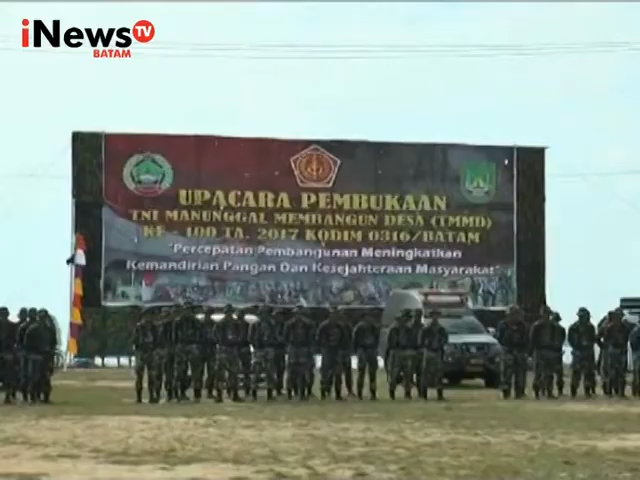 iNews TV
BATAM
UPACARA PEMBUKAAN
TNI MANUNGGAL MEMBANGUN DESA (TMMD)
KE - 100 TA. 2017 KODIM 0316/BATAM
"Percepatan Pembangunan Meningkatkan
Kemandirian Pangan Dan Kesejahteraan Masyarakat"